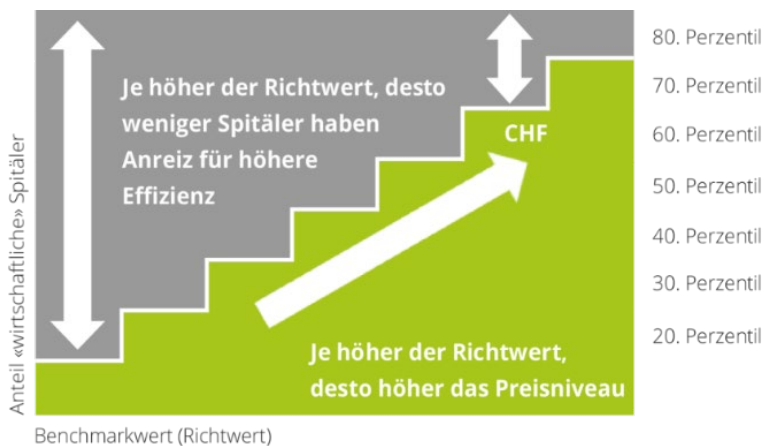 Anteil «wirtschaftliche» Spitäler
Je höher der Richtwert, desto
weniger Spitäler haben
Anreiz für höhere
Effizienz
CHF
Je höher der Richtwert,
desto höher das Preisniveau
80. Perzentil
70. Perzentil
60. Perzentil
50. Perzentil
40. Perzentil
30. Perzentil
20. Perzentil
Benchmarkwert (Richtwert)